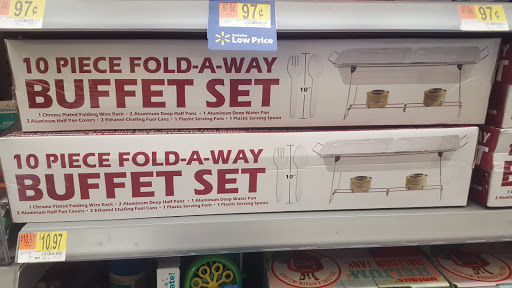 97¢
97¢
97¢
Low Price
10 PIECE FOLD-A-WAY
BUFFET SET
10"
1 Chrome Plated Folding Wire Rack • 2 Aluminum Deep Half Pans • 1 Aluminum Deep Water Pan
2 Aluminum Half Pan Covers • 2 Ethanol Chafing Fuel Cans • 1 Plastic Serving Fork • 1 Plastic Serving Spoon
10 PIECE FOLD-A-WAY
BUFFET SET
10"
1 Chrome Plated Folding Wire Rack • 2 Aluminum Deep Half Pans • 1 Aluminum Deep Water Pan
2 Aluminum Half Pan Covers • 2 Ethanol Chafing Fuel Cans • 1 Plastic Serving Fork • 1 Plastic Serving Spoon
$10.97